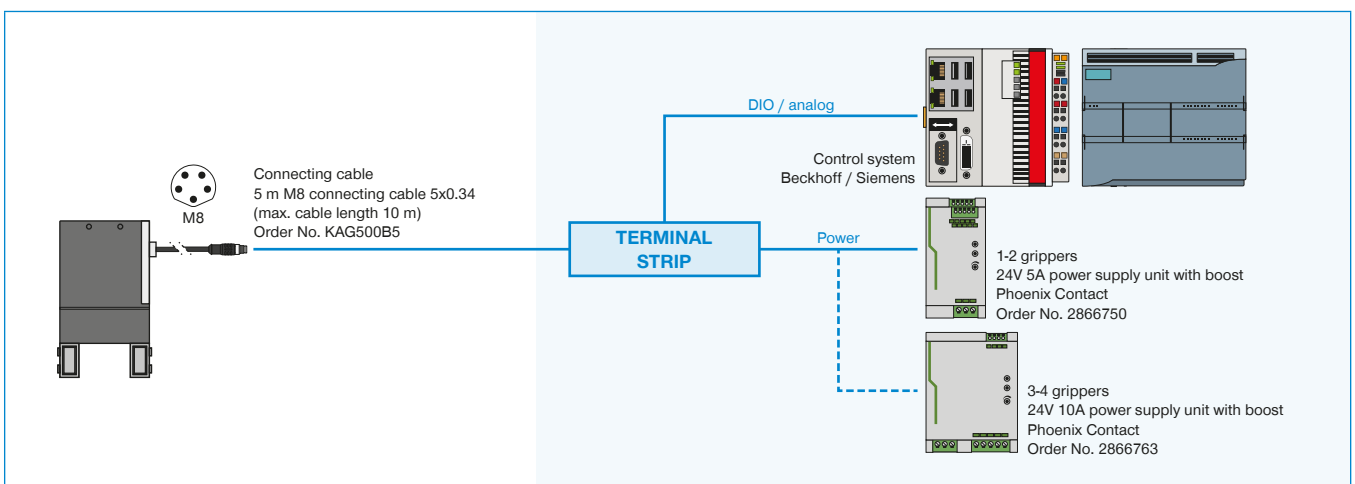 M8
Connecting cable
5 m M8 connecting cable 5x0.34
(max. cable length 10 m)
Order No. KAG500B5
TERMINAL
STRIP
DIO / analog
Control system
Beckhoff / Siemens
Power
1-2 grippers
24V 5A power supply unit with boost
Phoenix Contact
Order No. 2866750
3-4 grippers
24V 10A power supply unit with boost
Phoenix Contact
Order No. 2866763